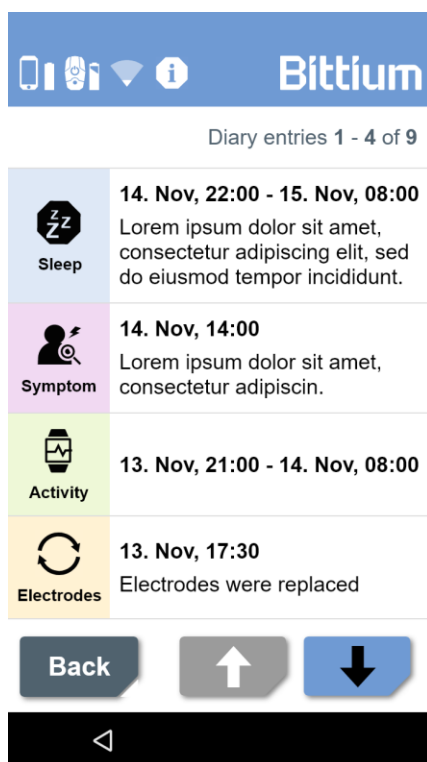 Bittium
Diary entries 1 - 4 of 9
14. Nov, 22:00 - 15. Nov, 08:00
Lorem ipsum dolor sit amet,
consectetur adipiscing elit, sed
do eiusmod tempor incididunt.
Sleep
14. Nov, 14:00
Lorem ipsum dolor sit amet,
consectetur adipiscin.
Symptom
13. Nov, 21:00 - 14. Nov, 08:00
Activity
13. Nov, 17:30
Electrodes were replaced
Electrodes
Back